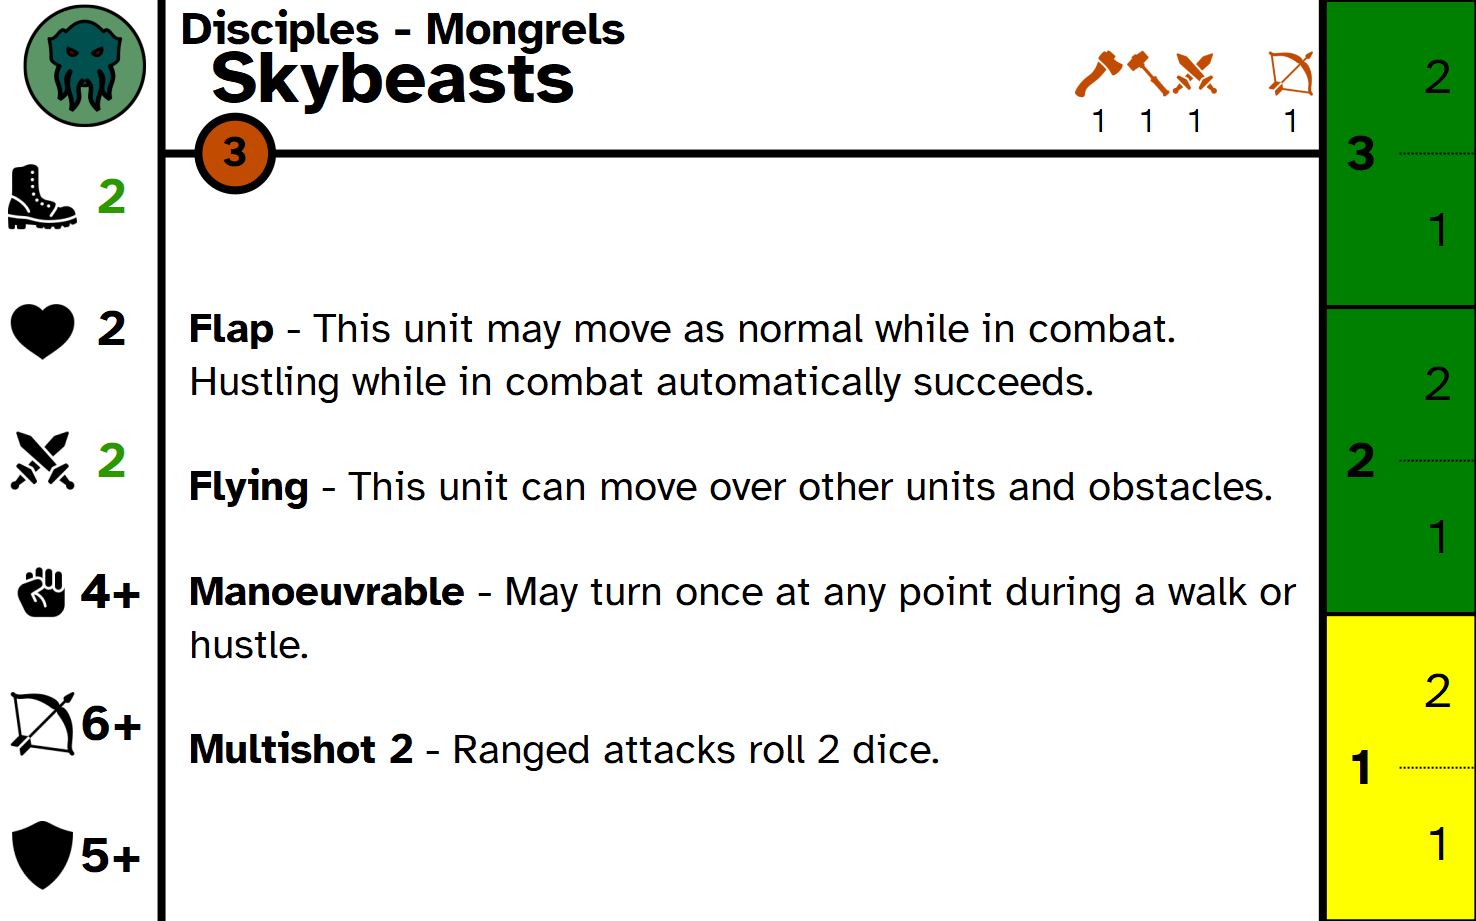 Disciples - Mongrels
Skybeasts
1 1 1 1
3
2
2
2
4+
6+
5+
Flap - This unit may move as normal while in combat.
Hustling while in combat automatically succeeds.
Flying - This unit can move over other units and obstacles.
Manoeuvrable - May turn once at any point during a walk or
hustle.
Multishot 2 - Ranged attacks roll 2 dice.
2
3
1
2
2
1
2
1
1